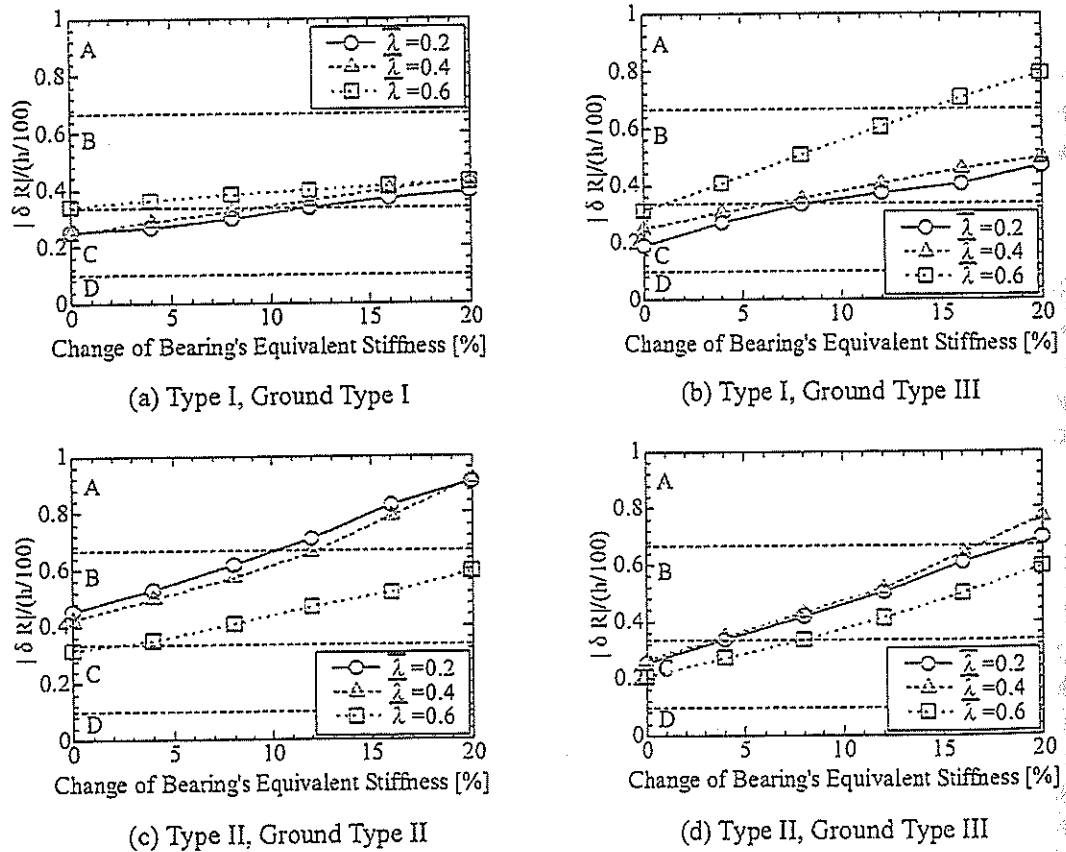 1
0.8
0.6
0.4
0.2
0
| δ R|/(h/100)
A
B
C
D
λ̄ =0.2
λ̄ =0.4
λ̄ =0.6
0 5 10 15 20
Change of Bearing's Equivalent Stiffness [%]
(a) Type I, Ground Type I
1
0.8
0.6
0.4
0.2
0
| δ R|/(h/100)
A
B
C
D
λ̄ =0.2
λ̄ =0.4
λ̄ =0.6
0 5 10 15 20
Change of Bearing's Equivalent Stiffness [%]
(b) Type I, Ground Type III
1
0.8
0.6
0.4
0.2
0
| δ R|/(h/100)
A
B
C
D
λ̄ =0.2
λ̄ =0.4
λ̄ =0.6
0 5 10 15 20
Change of Bearing's Equivalent Stiffness [%]
(c) Type II, Ground Type II
1
0.8
0.6
0.4
0.2
0
| δ R|/(h/100)
A
B
C
D
λ̄ =0.2
λ̄ =0.4
λ̄ =0.6
0 5 10 15 20
Change of Bearing's Equivalent Stiffness [%]
(d) Type II, Ground Type III